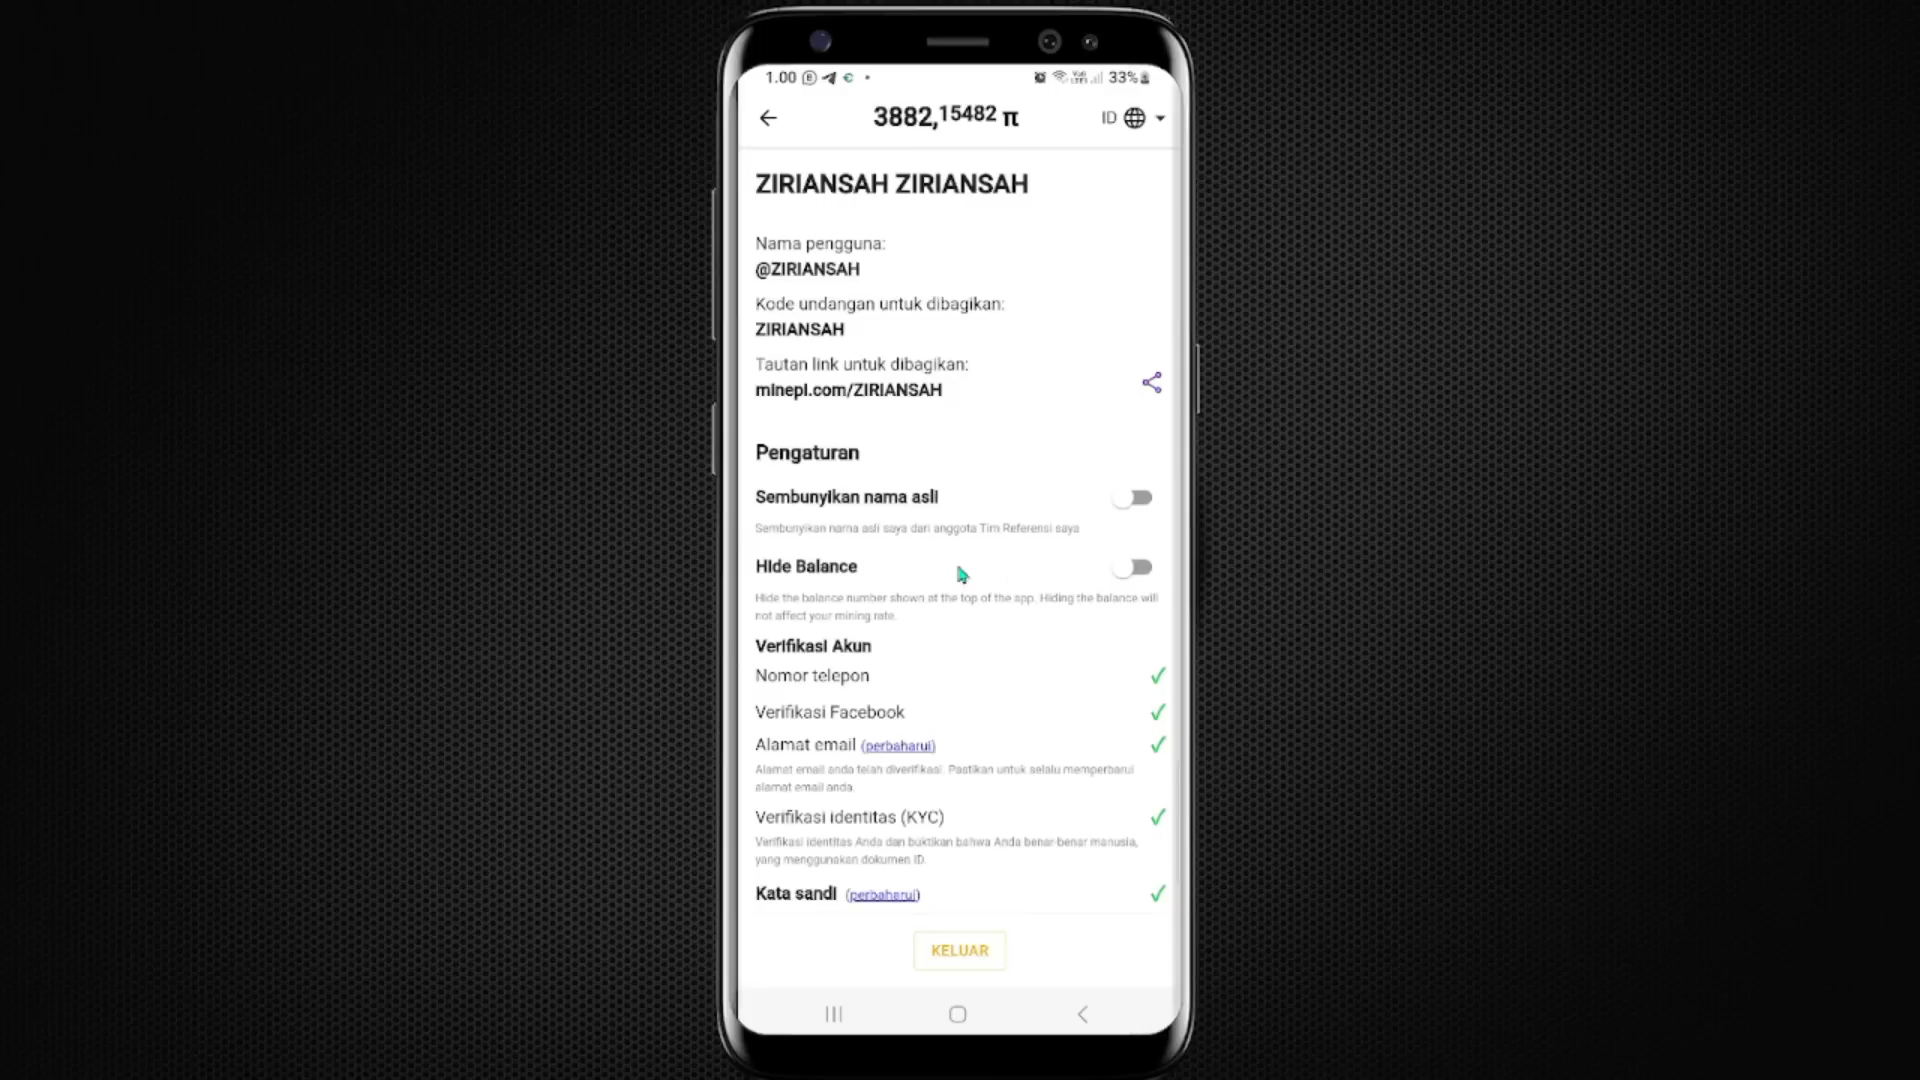 1.00
33%
3882,15482 π
ID
ZIRIANSAH ZIRIANSAH
Nama pengguna:
@ZIRIANSAH
Kode undangan untuk dibagikan:
ZIRIANSAH
Tautan link untuk dibagikan:
minepi.com/ZIRIANSAH
Pengaturan
Sembunyikan nama asli
Sembunyikan nama asli saya dari anggota Tim Referensi saya
Hide Balance
Hide the balance number shown at the top of the app. Hiding the balance will
not affect your mining rate.
Verifikasi Akun
Nomor telepon
Verifikasi Facebook
Alamat email (perbaharui)
Alamat email anda telah diverifikasi. Pastikan untuk selalu memperbarui
alamat email anda.
Verifikasi identitas (KYC)
Verifikasi identitas Anda dan buktikan bahwa Anda benar-benar manusia,
yang menggunakan dokumen ID.
Kata sandi (perbaharui)
KELUAR